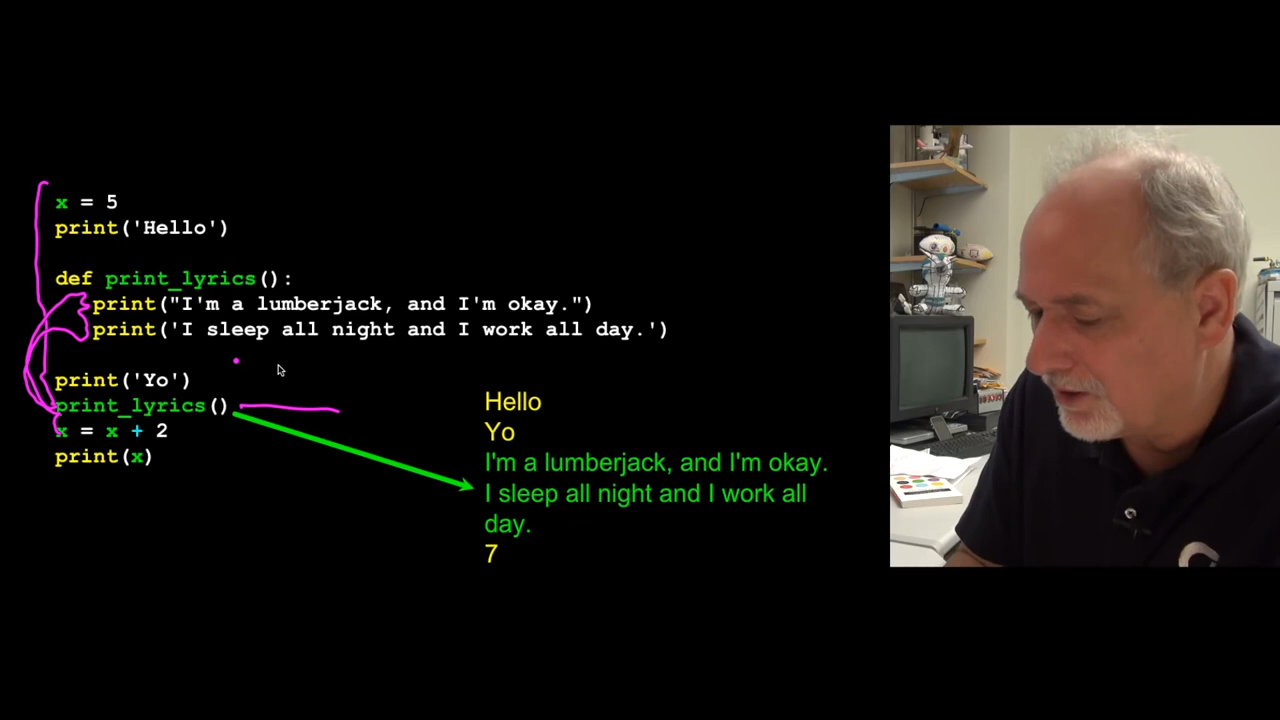 x = 5
print('Hello')
def print_lyrics():
print("I'm a lumberjack, and I'm okay.")
print('I sleep all night and I work all day.')
print('Yo')
print_lyrics()
x = x + 2
print(x)
Hello
Yo
I'm a lumberjack, and I'm okay.
I sleep all night and I work all
day.
7